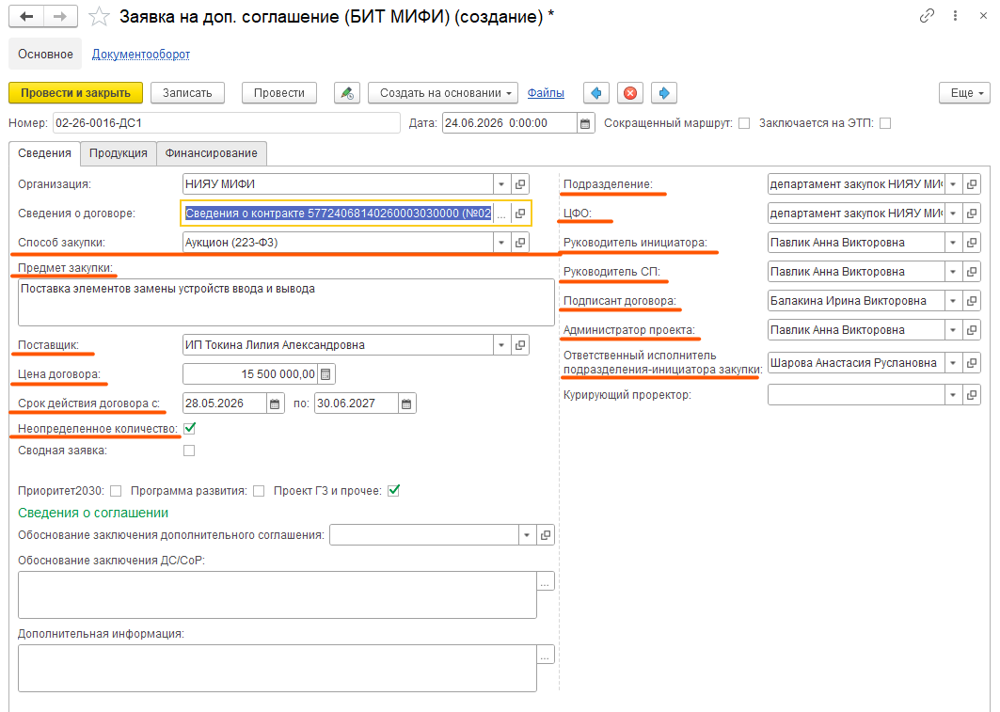 Заявка на доп. соглашение (БИТ МИФИ) (создание) *
Основное Документооборот
Провести и закрыть Записать Провести Создать на основании Файлы Еще
Номер: 02-26-0016-ДС1 Дата: 24.06.2026 0:00:00 Сокращенный маршрут: Заключается на ЭТП:
Сведения Продукция Финансирование
Организация: НИЯУ МИФИ
Сведения о договоре: Сведения о контракте 57724068140260003030000 (№02
Способ закупки: Аукцион (223-ФЗ)
Предмет закупки:
Поставка элементов замены устройств ввода и вывода
Поставщик: ИП Токина Лилия Александровна
Цена договора: 15 500 000,00
Срок действия договора с: 28.05.2026 по: 30.06.2027
Неопределенное количество:
Сводная заявка:
Приоритет2030: Программа развития: Проект ГЗ и прочее:
Сведения о соглашении
Обоснование заключения дополнительного соглашения:
Обоснование заключения ДС/СоР:
Дополнительная информация:
Подразделение: департамент закупок НИЯУ МИФ
ЦФО: департамент закупок НИЯУ МИФ
Руководитель инициатора: Павлик Анна Викторовна
Руководитель СП: Павлик Анна Викторовна
Подписант договора: Балакина Ирина Викторовна
Администратор проекта: Павлик Анна Викторовна
Ответственный исполнитель
подразделения-инициатора закупки: Шарова Анастасия Руслановна
Курирующий проректор: